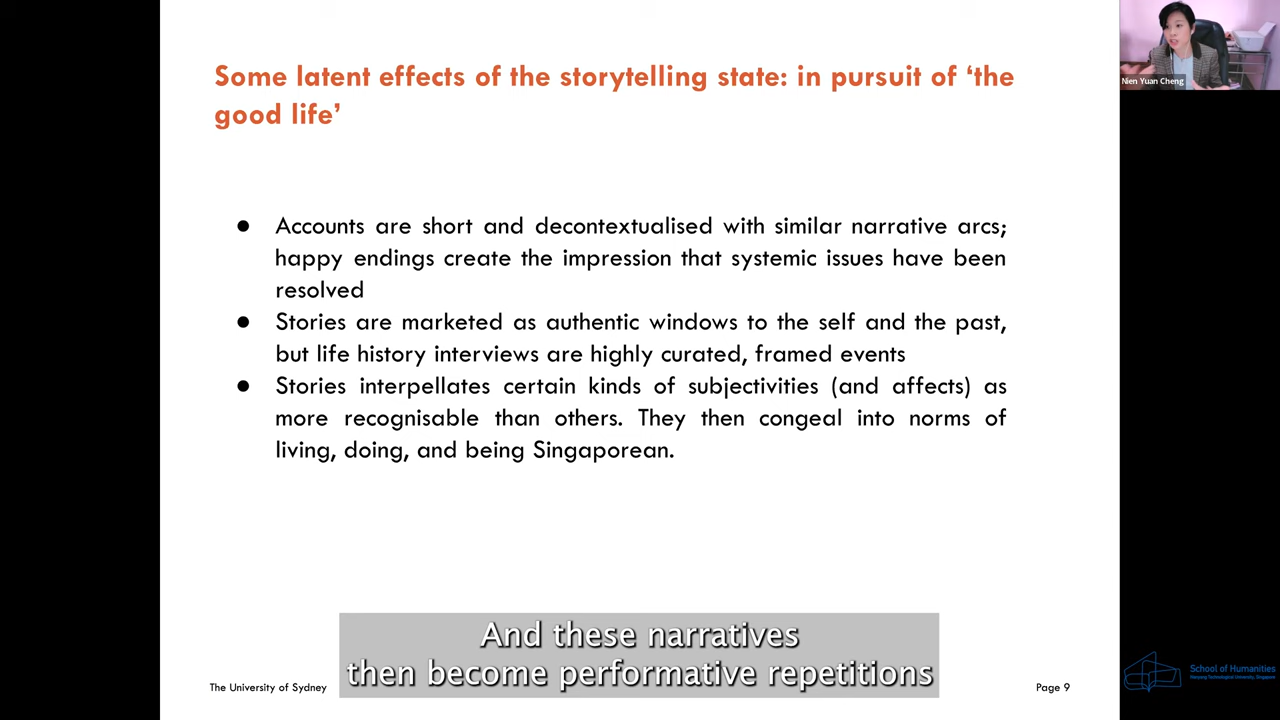 Nien Yuan Cheng
Some latent effects of the storytelling state: in pursuit of ‘the
good life’
● Accounts are short and decontextualised with similar narrative arcs;
happy endings create the impression that systemic issues have been
resolved
● Stories are marketed as authentic windows to the self and the past,
but life history interviews are highly curated, framed events
● Stories interpellates certain kinds of subjectivities (and affects) as
more recognisable than others. They then congeal into norms of
living, doing, and being Singaporean.
And these narratives
then become performative repetitions
The University of Sydney
Page 9
School of Humanities
Nanyang Technological University, Singapore